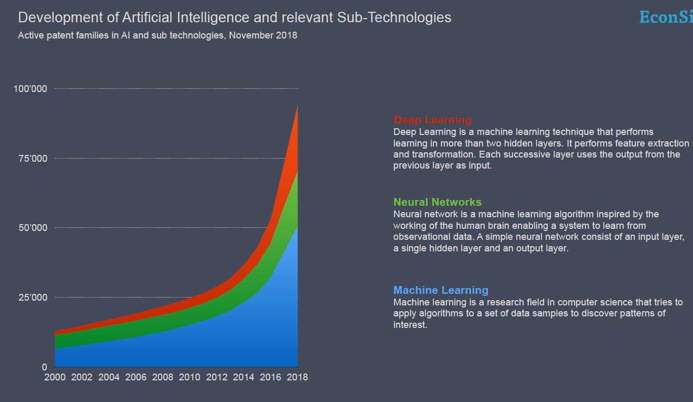 Development of Artificial Intelligence and relevant Sub-Technologies
EconSi
Active patent families in AI and sub technologies, November 2018
100'000
75'000
50'000
25'000
0
2000 2002 2004 2006 2008 2010 2012 2014 2016 2018
Deep Learning
Deep Learning is a machine learning technique that performs
learning in more than two hidden layers. It performs feature extraction
and transformation. Each successive layer uses the output from the
previous layer as input.
Neural Networks
Neural network is a machine learning algorithm inspired by the
working of the human brain enabling a system to learn from
observational data. A simple neural network consist of an input layer,
a single hidden layer and an output layer.
Machine Learning
Machine learning is a research field in computer science that tries to
apply algorithms to a set of data samples to discover patterns of
interest.